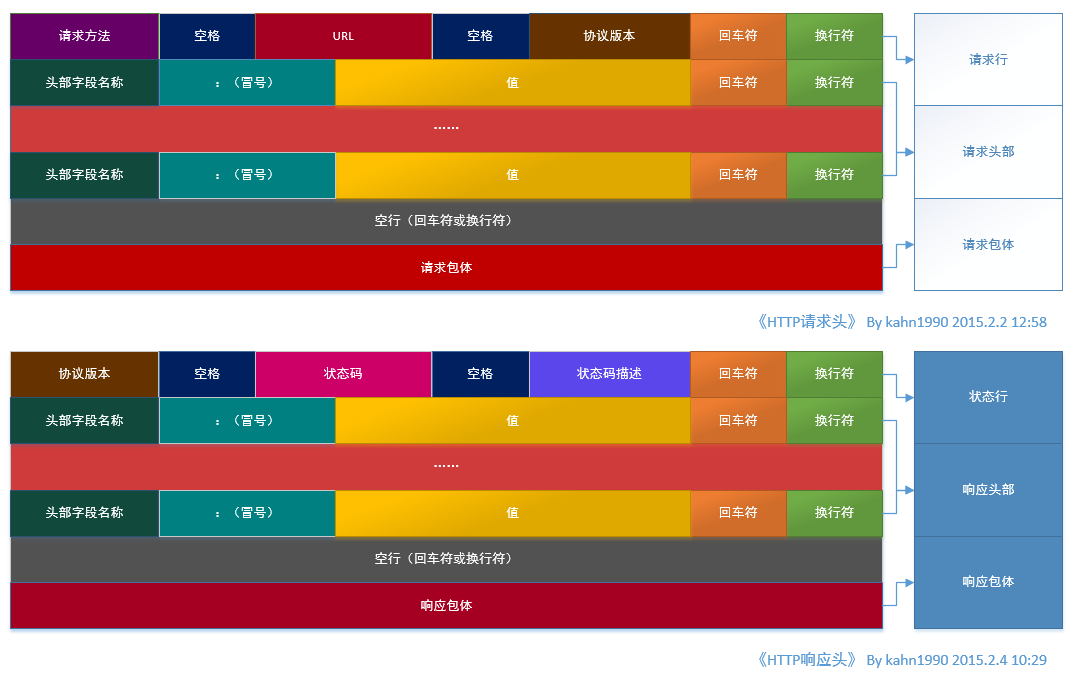 请求方法 空格 URL 空格 协议版本 回车符 换行符
请求行
头部字段名称 ：（冒号） 值 回车符 换行符
……
请求头部
头部字段名称 ：（冒号） 值 回车符 换行符
空行（回车符或换行符）
请求包体
请求包体
《HTTP请求头》 By kahn1990 2015.2.2 12:58
协议版本 空格 状态码 空格 状态码描述 回车符 换行符
状态行
头部字段名称 ：（冒号） 值 回车符 换行符
……
响应头部
头部字段名称 ：（冒号） 值 回车符 换行符
空行（回车符或换行符）
响应包体
响应包体
《HTTP响应头》 By kahn1990 2015.2.4 10:29